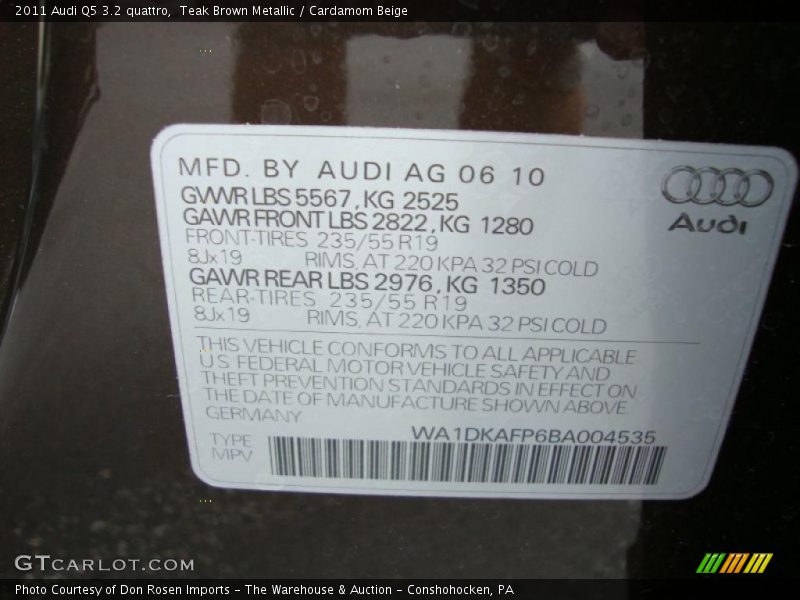 2011 Audi Q5 3.2 quattro, Teak Brown Metallic / Cardamom Beige
MFD. BY AUDI AG 06 10
GVWR LBS 5567, KG 2525
GAWR FRONT LBS 2822, KG 1280
FRONT-TIRES 235/55 R19
8Jx19 RIMS, AT 220 KPA 32 PSI COLD
GAWR REAR LBS 2976, KG 1350
REAR-TIRES 235/55 R19
8Jx19 RIMS, AT 220 KPA 32 PSI COLD
Audi
THIS VEHICLE CONFORMS TO ALL APPLICABLE
U.S. FEDERAL MOTOR VEHICLE SAFETY AND
THEFT PREVENTION STANDARDS IN EFFECT ON
THE DATE OF MANUFACTURE SHOWN ABOVE.
GERMANY
WA1DKAFP6BA004535
TYPE
MPV
GTCARLOT.COM
Photo Courtesy of Don Rosen Imports - The Warehouse & Auction - Conshohocken, PA